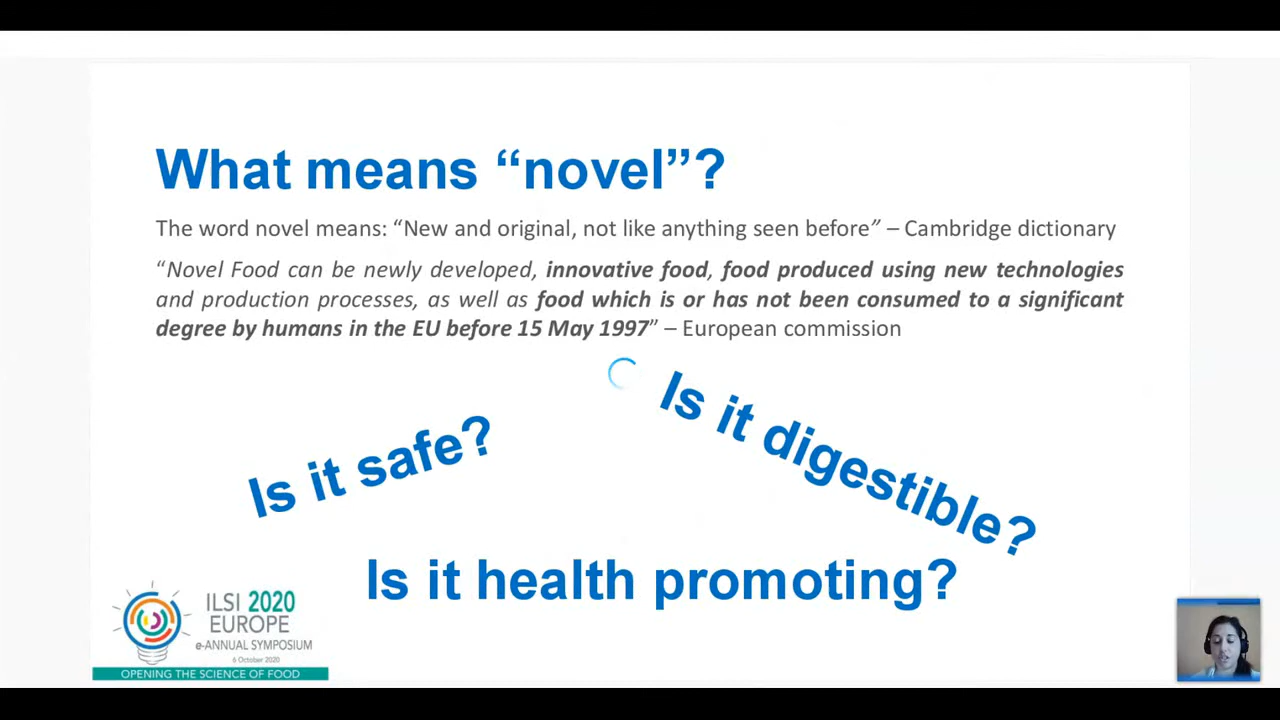 What means “novel”?
The word novel means: “New and original, not like anything seen before” – Cambridge dictionary
“Novel Food can be newly developed, innovative food, food produced using new technologies
and production processes, as well as food which is or has not been consumed to a significant
degree by humans in the EU before 15 May 1997” – European commission
Is it safe?
Is it digestible?
Is it health promoting?
ILSI 2020
EUROPE
e-ANNUAL SYMPOSIUM
6 October 2020
OPENING THE SCIENCE OF FOOD